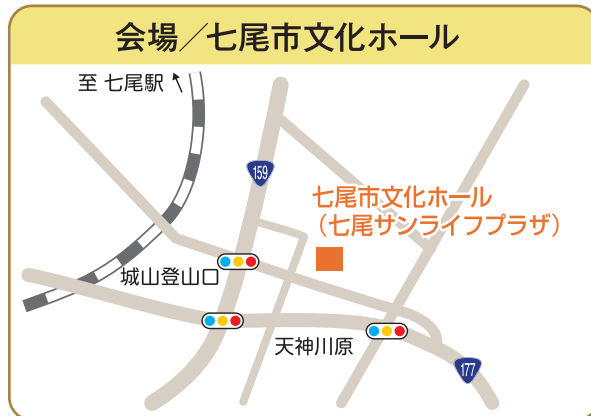 会場／七尾市文化ホール
至 七尾駅
159
七尾市文化ホール
（七尾サンライフプラザ）
城山登山口
天神川原
177